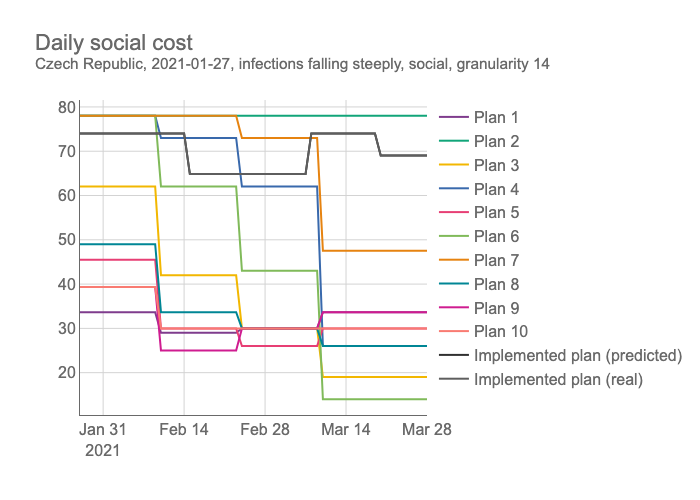 Daily social cost
Czech Republic, 2021-01-27, infections falling steeply, social, granularity 14
80
70
60
50
40
30
20
Jan 31
2021
Feb 14
Feb 28
Mar 14
Mar 28
Plan 1
Plan 2
Plan 3
Plan 4
Plan 5
Plan 6
Plan 7
Plan 8
Plan 9
Plan 10
Implemented plan (predicted)
Implemented plan (real)